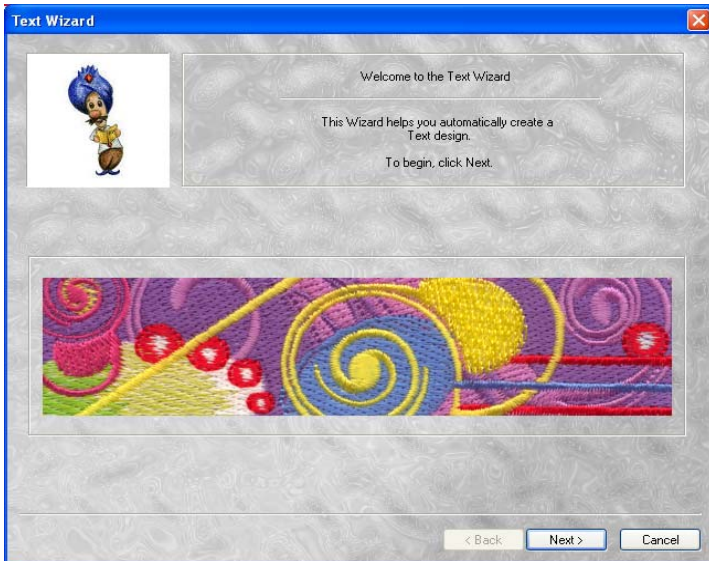 Text Wizard
Welcome to the Text Wizard
This Wizard helps you automatically create a
Text design.
To begin, click Next.
< Back
Next >
Cancel